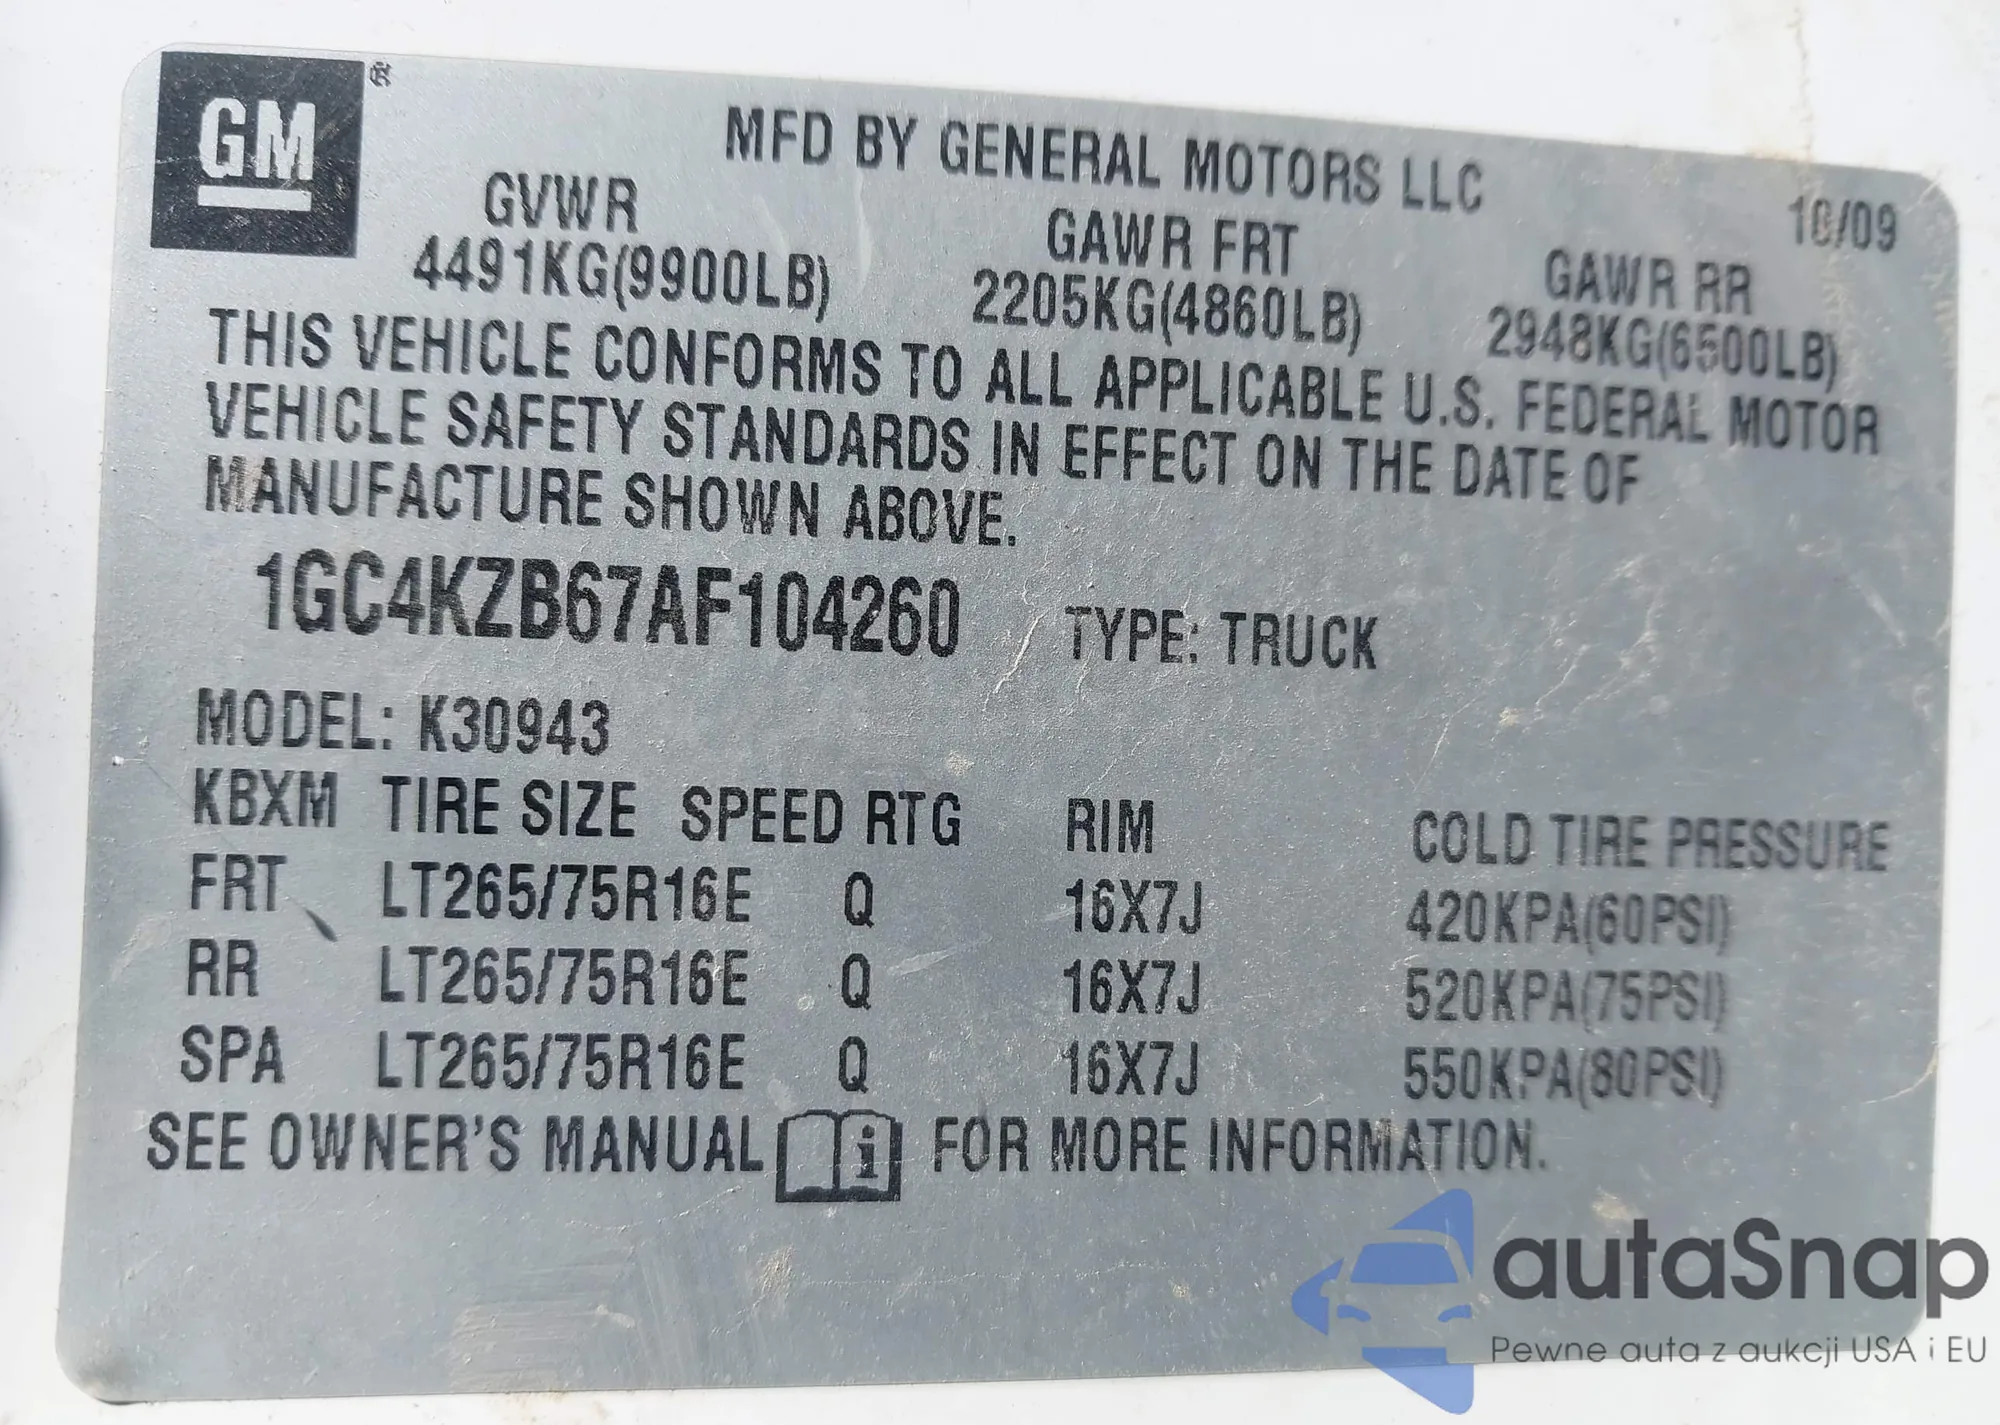 GM ®
MFD BY GENERAL MOTORS LLC
10/09
GVWR GAWR FRT GAWR RR
4491KG(9900LB) 2205KG(4860LB) 2948KG(6500LB)
THIS VEHICLE CONFORMS TO ALL APPLICABLE U.S. FEDERAL MOTOR
VEHICLE SAFETY STANDARDS IN EFFECT ON THE DATE OF
MANUFACTURE SHOWN ABOVE.
1GC4KZB67AF104260 TYPE: TRUCK
MODEL: K30943
KBXM TIRE SIZE SPEED RTG RIM COLD TIRE PRESSURE
FRT LT265/75R16E Q 16X7J 420KPA(60PSI)
RR LT265/75R16E Q 16X7J 520KPA(75PSI)
SPA LT265/75R16E Q 16X7J 550KPA(80PSI)
SEE OWNER'S MANUAL i FOR MORE INFORMATION.
autaSnap
Pewne auta z aukcji USA i EU